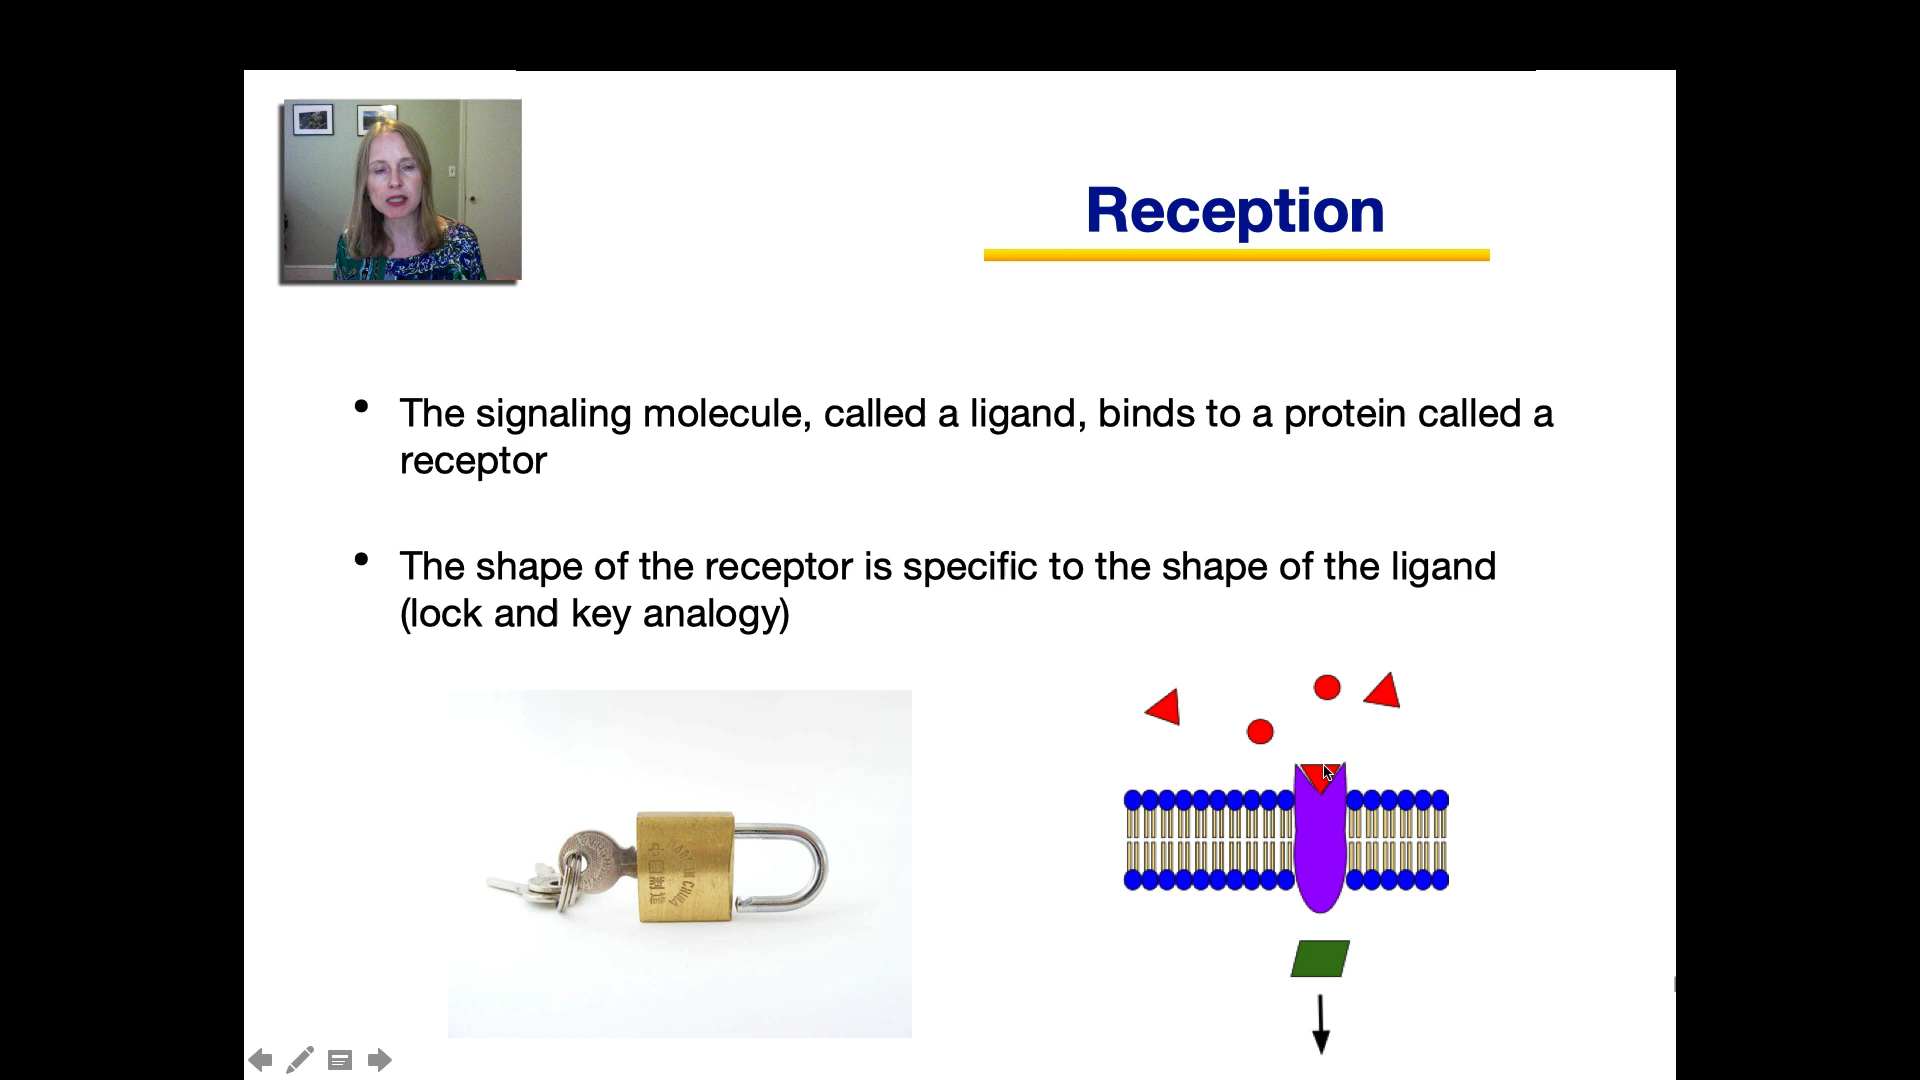 Reception
• The signaling molecule, called a ligand, binds to a protein called a
receptor
• The shape of the receptor is specific to the shape of the ligand
(lock and key analogy)